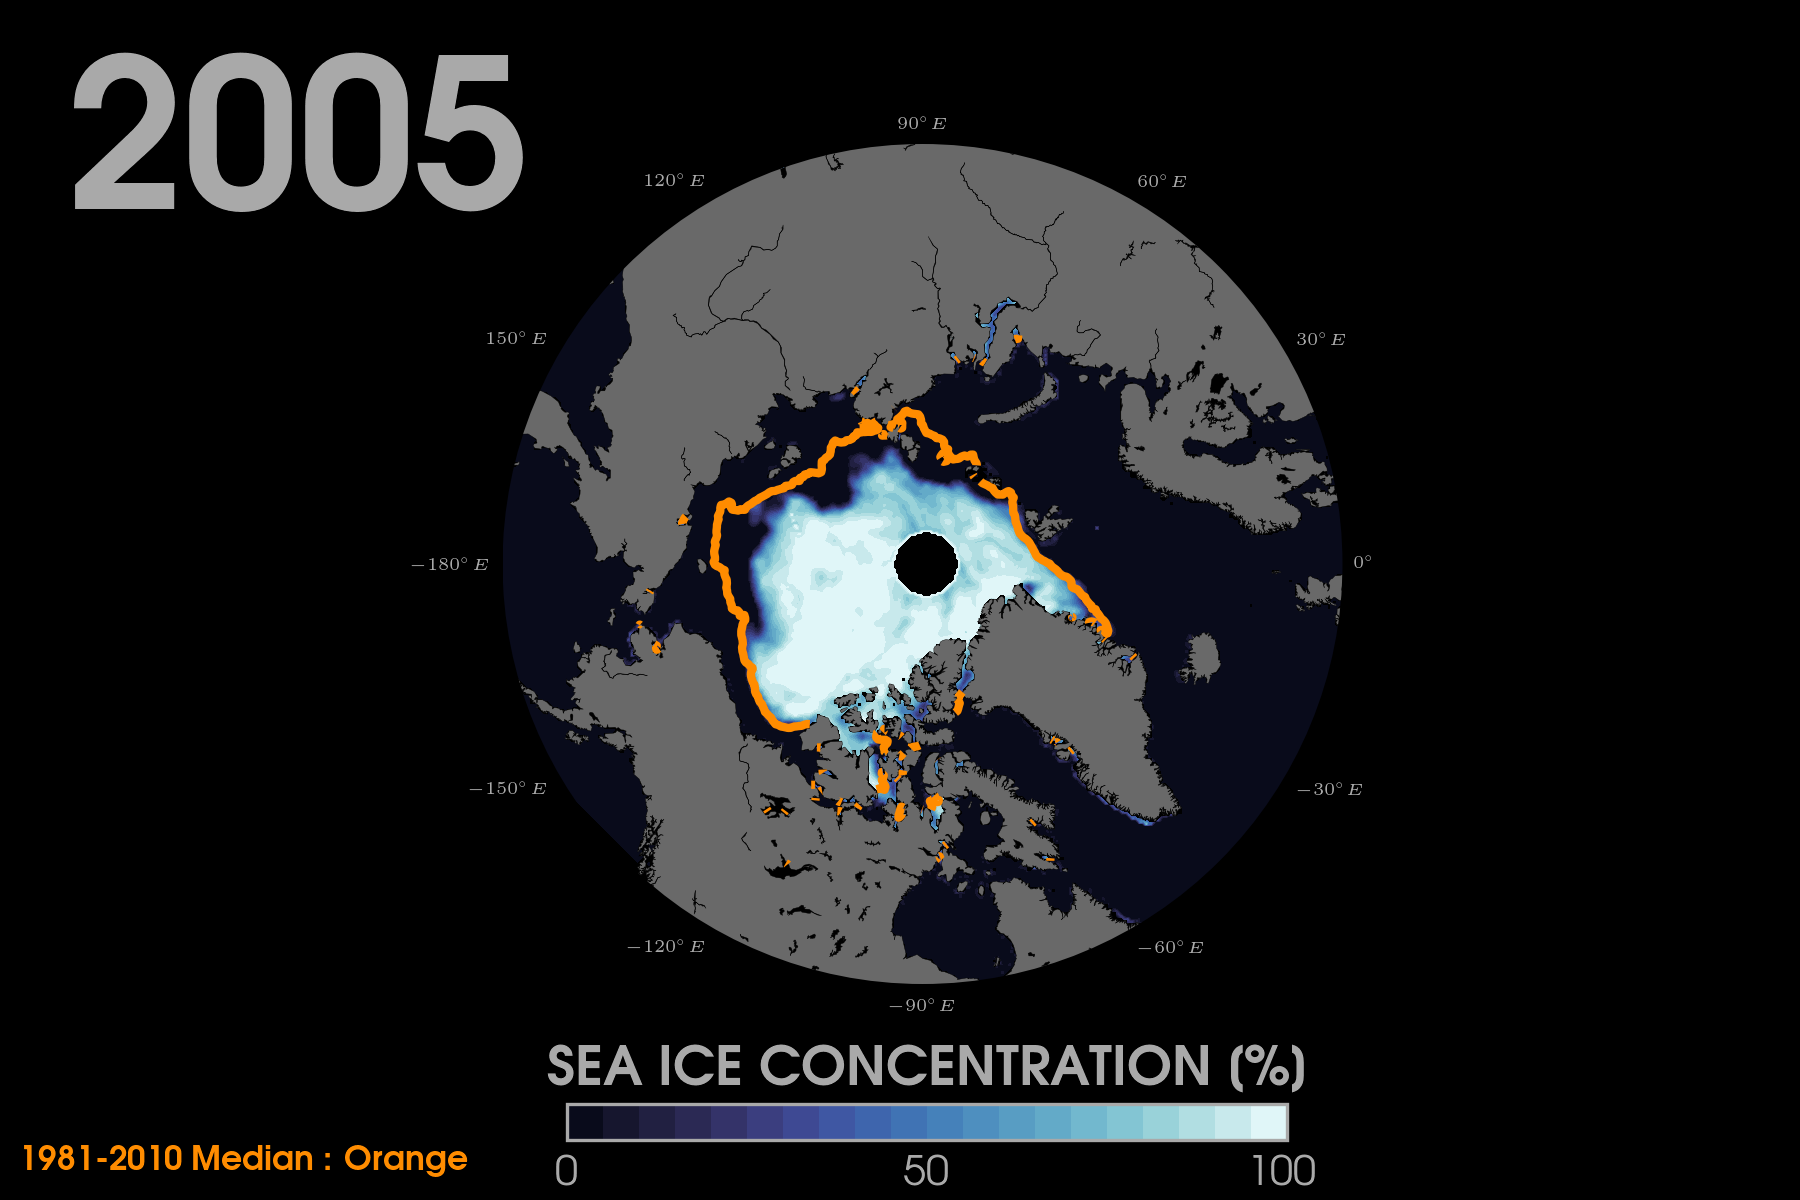 2005
90° E
120° E
60° E
150° E
30° E
−180° E
0°
−150° E
−30° E
−120° E
−60° E
−90° E
SEA ICE CONCENTRATION (%)
1981-2010 Median : Orange
0
50
100